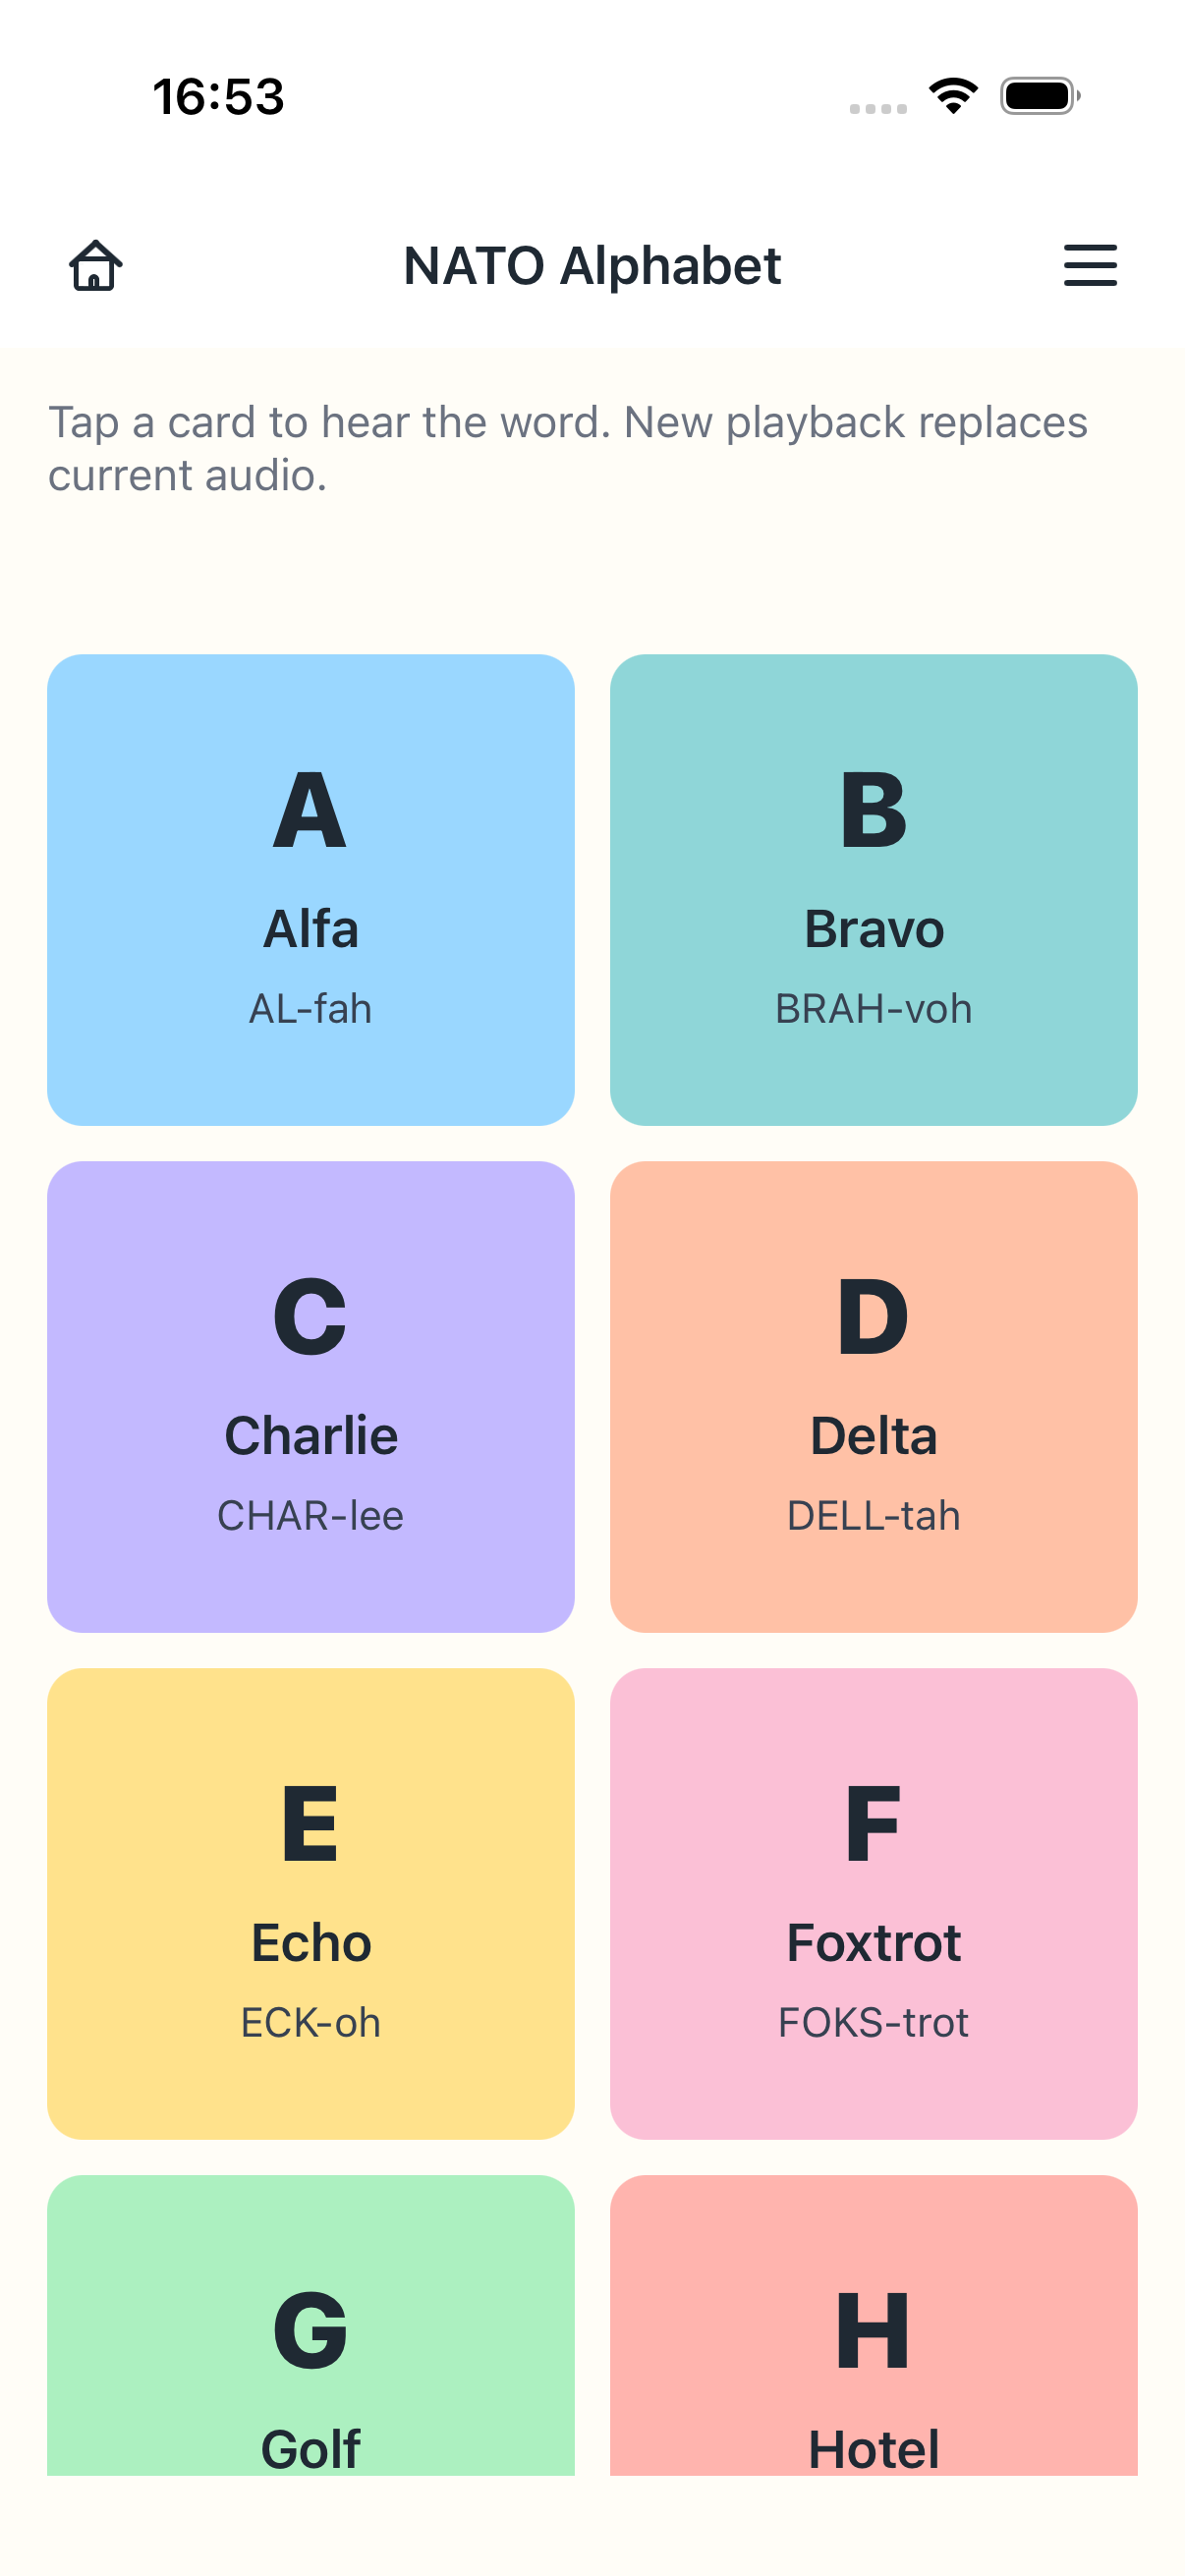 16:53
NATO Alphabet
Tap a card to hear the word. New playback replaces
current audio.
A
Alfa
AL-fah
B
Bravo
BRAH-voh
C
Charlie
CHAR-lee
D
Delta
DELL-tah
E
Echo
ECK-oh
F
Foxtrot
FOKS-trot
G
Golf
H
Hotel